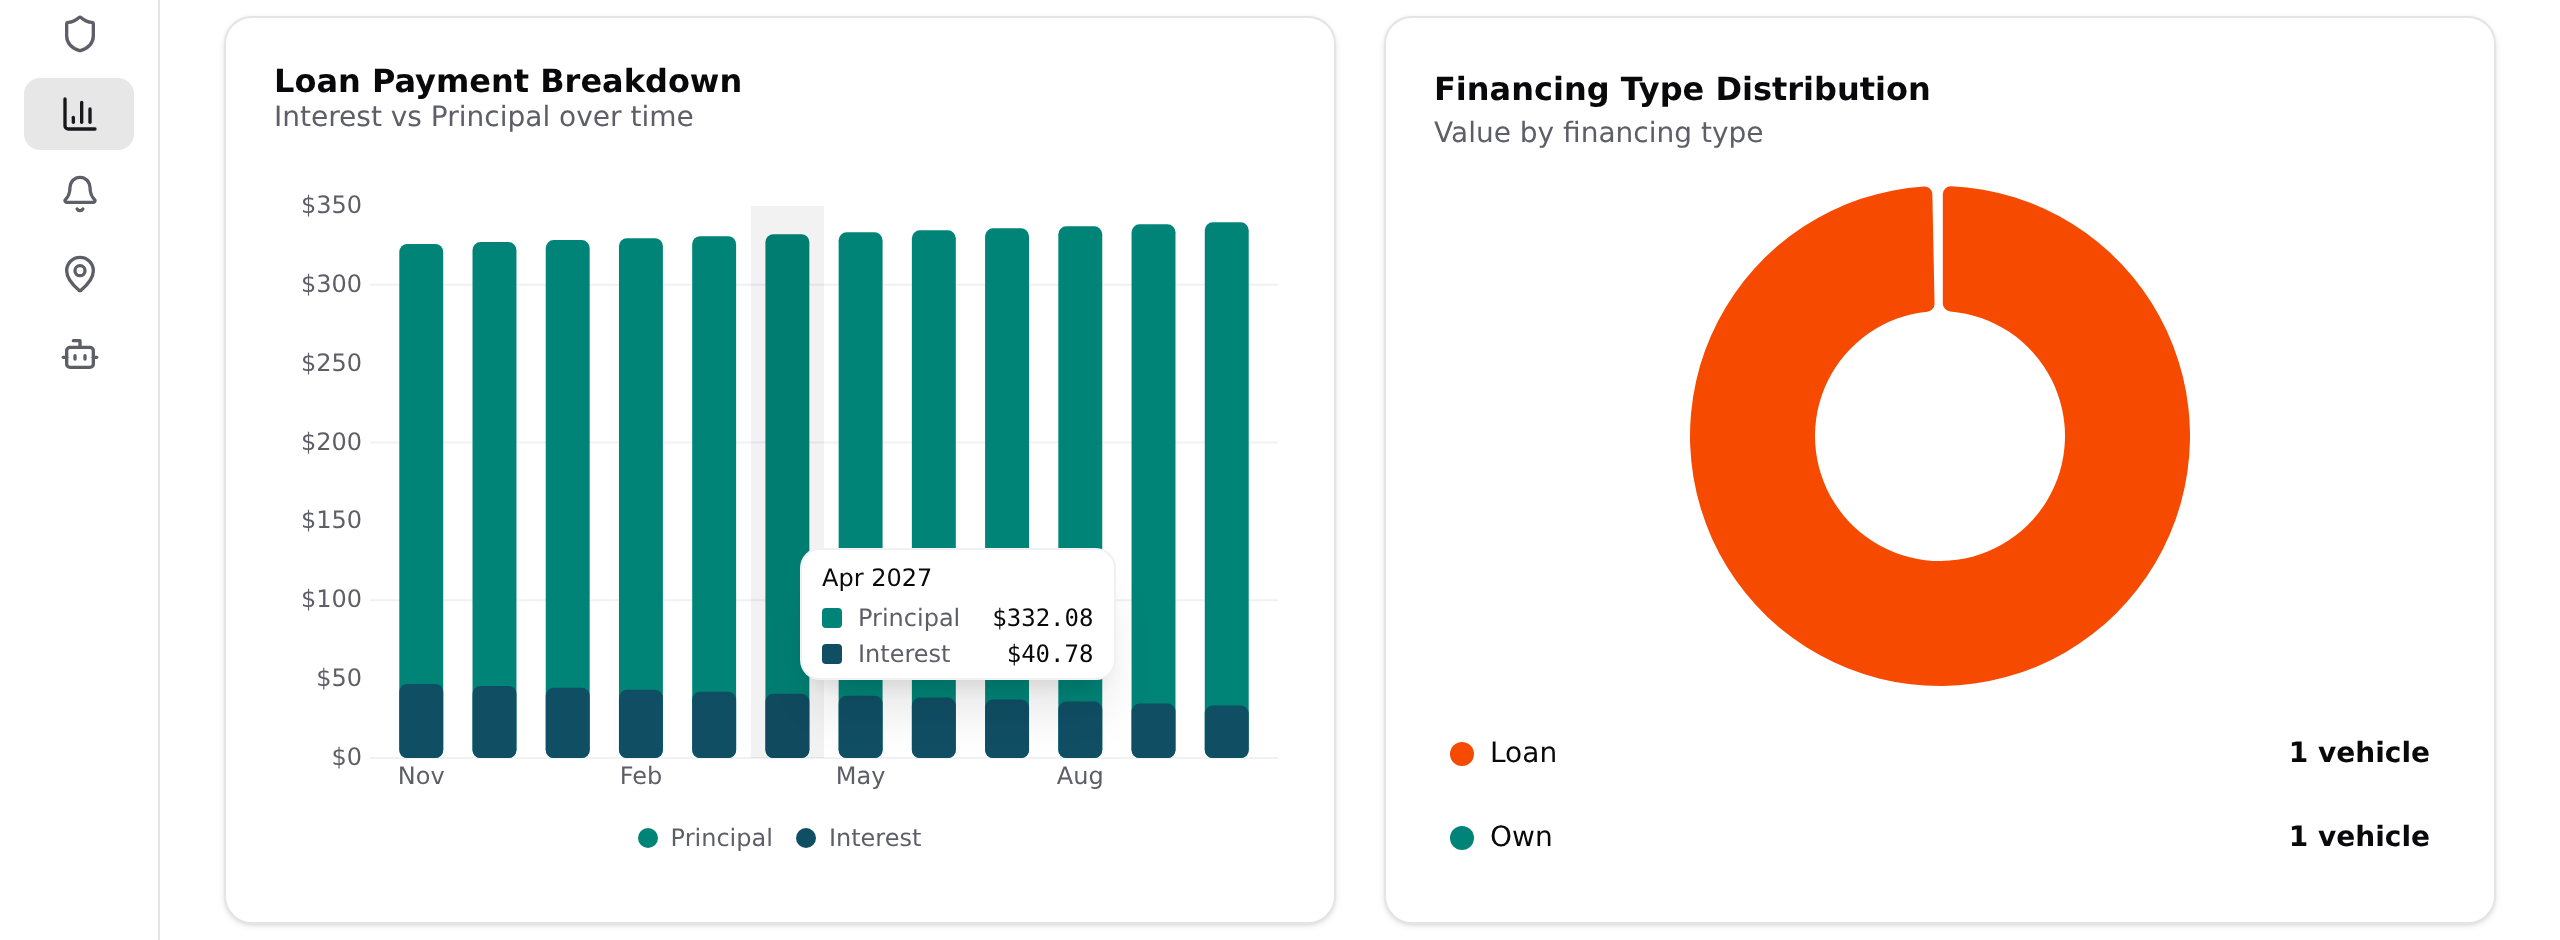 Loan Payment Breakdown
Interest vs Principal over time
$350
$300
$250
$200
$150
$100
$50
$0
Nov Feb May Aug
Apr 2027
Principal $332.08
Interest $40.78
Principal Interest
Financing Type Distribution
Value by financing type
Loan 1 vehicle
Own 1 vehicle